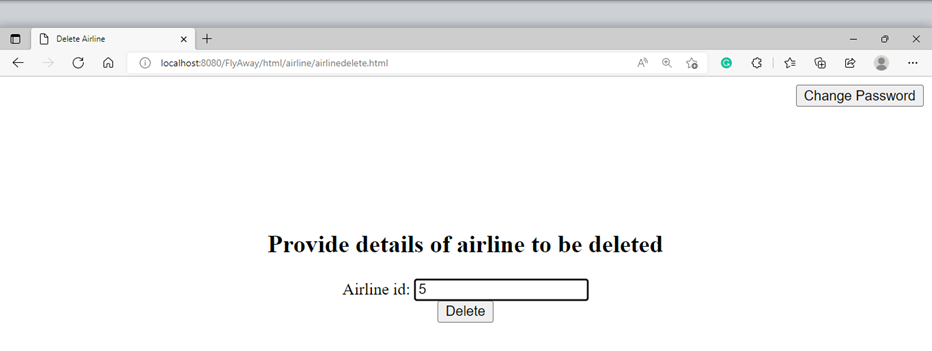 Delete Airline
localhost:8080/FlyAway/html/airline/airlinedelete.html
Change Password
Provide details of airline to be deleted
Airline id: 5
Delete